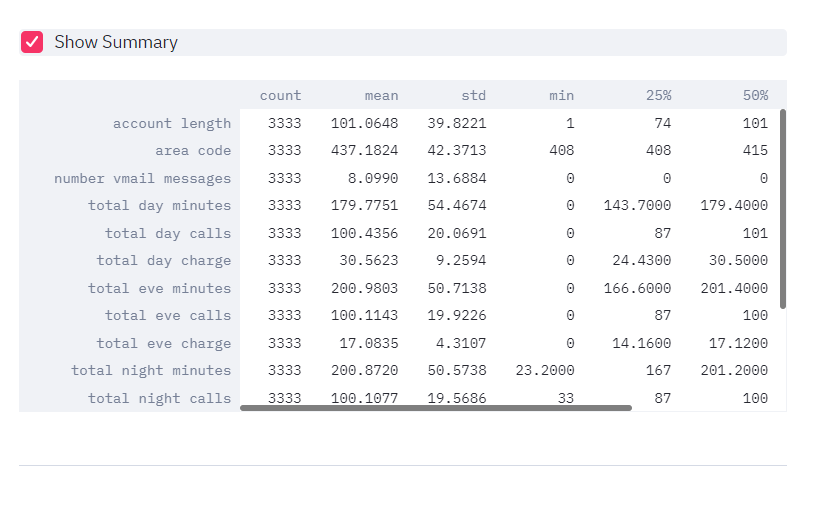 Show Summary
count mean std min 25% 50%
account length 3333 101.0648 39.8221 1 74 101
area code 3333 437.1824 42.3713 408 408 415
number vmail messages 3333 8.0990 13.6884 0 0 0
total day minutes 3333 179.7751 54.4674 0 143.7000 179.4000
total day calls 3333 100.4356 20.0691 0 87 101
total day charge 3333 30.5623 9.2594 0 24.4300 30.5000
total eve minutes 3333 200.9803 50.7138 0 166.6000 201.4000
total eve calls 3333 100.1143 19.9226 0 87 100
total eve charge 3333 17.0835 4.3107 0 14.1600 17.1200
total night minutes 3333 200.8720 50.5738 23.2000 167 201.2000
total night calls 3333 100.1077 19.5686 33 87 100